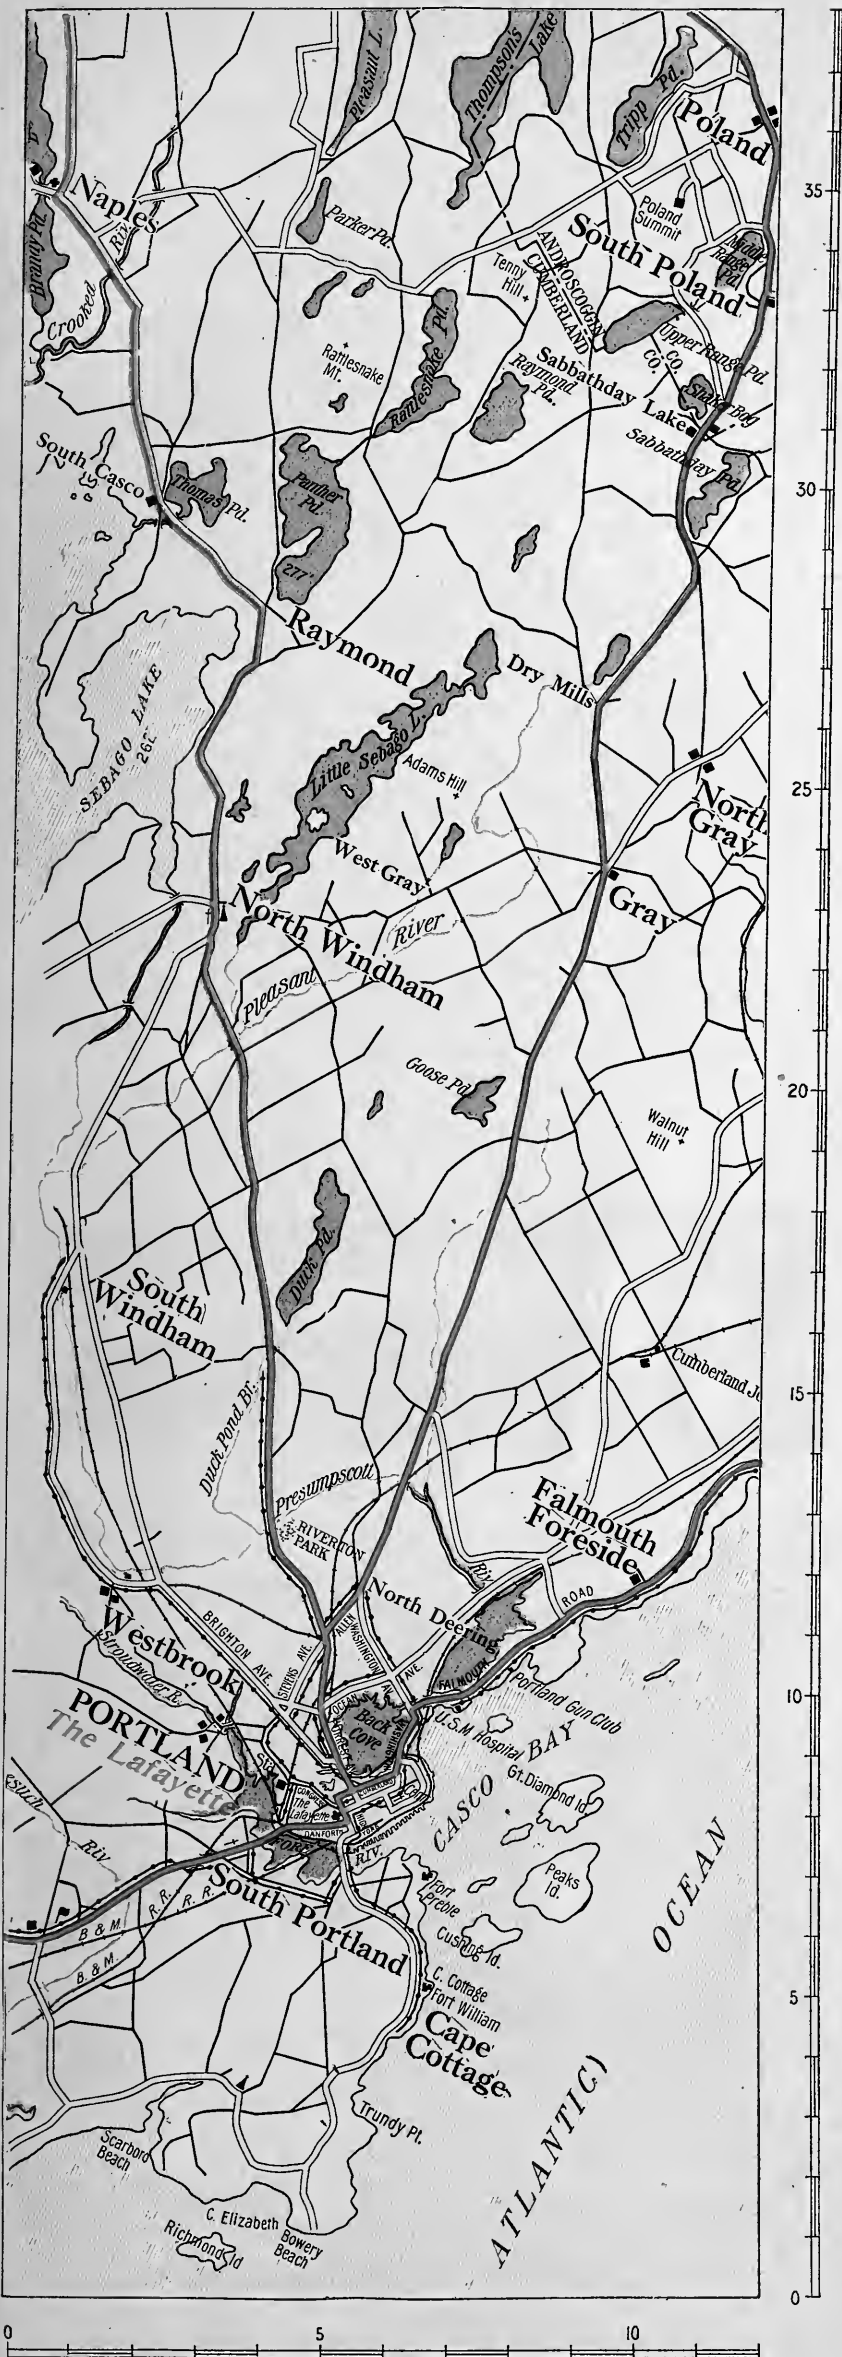 Pleasant L.
Thompson's Lake
Tripp Pd.
Poland
35
Naples
Riv.
Brandy Pd.
Crooked
Parker Pd.
Poland Summit
South Poland
Middle Range Pd.
Tenny Hill
ANDROSCOGGIN CO.
CUMBERLAND CO.
Rattlesnake Mt.
Rattlesnake Pd.
Raymond Pd.
Upper Range Pd.
Sabbathday Lake
Shaker Bog
Sabbathday Pd.
South Casco
Thomas Pd.
Panther Pd.
277'
30
Raymond
Dry Mills
SEBAGO LAKE
Little Sebago L.
Adams Hill
25
North Gray
West Gray
Gray
North Windham
River
Pleasant
Goose Pd.
20
Walnut Hill
Duck Pd.
South Windham
Cumberland
15
Duck Pond Br.
Presumpscott
Riv.
RIVERTON PARK
Falmouth Foreside
North Deering
ROAD
Westbrook
Stroudwater R.
BRIGHTON AVE.
STEVENS AVE.
ALLEN
WASHINGTON AVE.
OCEAN AVE.
FALMOUTH
10
Back Cove
Portland Gun Club
U.S.M. Hospital
PORTLAND
The Lafayette
Sta.
CONGRESS
The Lafayette
DANFORTH
FORE RIV.
CASCO BAY
Gt. Diamond Id.
Peaks Id.
Riv
South Portland
Fort Preble
Cushing Id.
B. & M. R. R.
B. & M. R. R.
C. Cottage
Fort William
5
Cape Cottage
Trundy Pt.
Scarboro Beach
C. Elizabeth
Bowery Beach
Richmond Id
ATLANTIC OCEAN
0
0 5 10